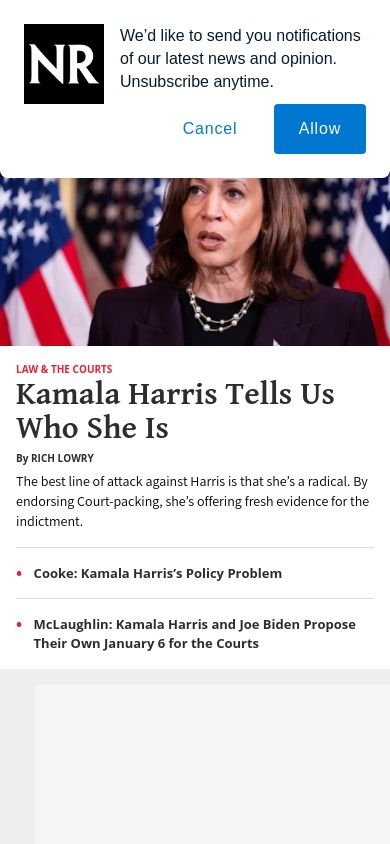 NR
We’d like to send you notifications
of our latest news and opinion.
Unsubscribe anytime.
Cancel
Allow
LAW & THE COURTS
Kamala Harris Tells Us
Who She Is
By RICH LOWRY
The best line of attack against Harris is that she’s a radical. By
endorsing Court-packing, she’s offering fresh evidence for the
indictment.
Cooke: Kamala Harris’s Policy Problem
McLaughlin: Kamala Harris and Joe Biden Propose
Their Own January 6 for the Courts